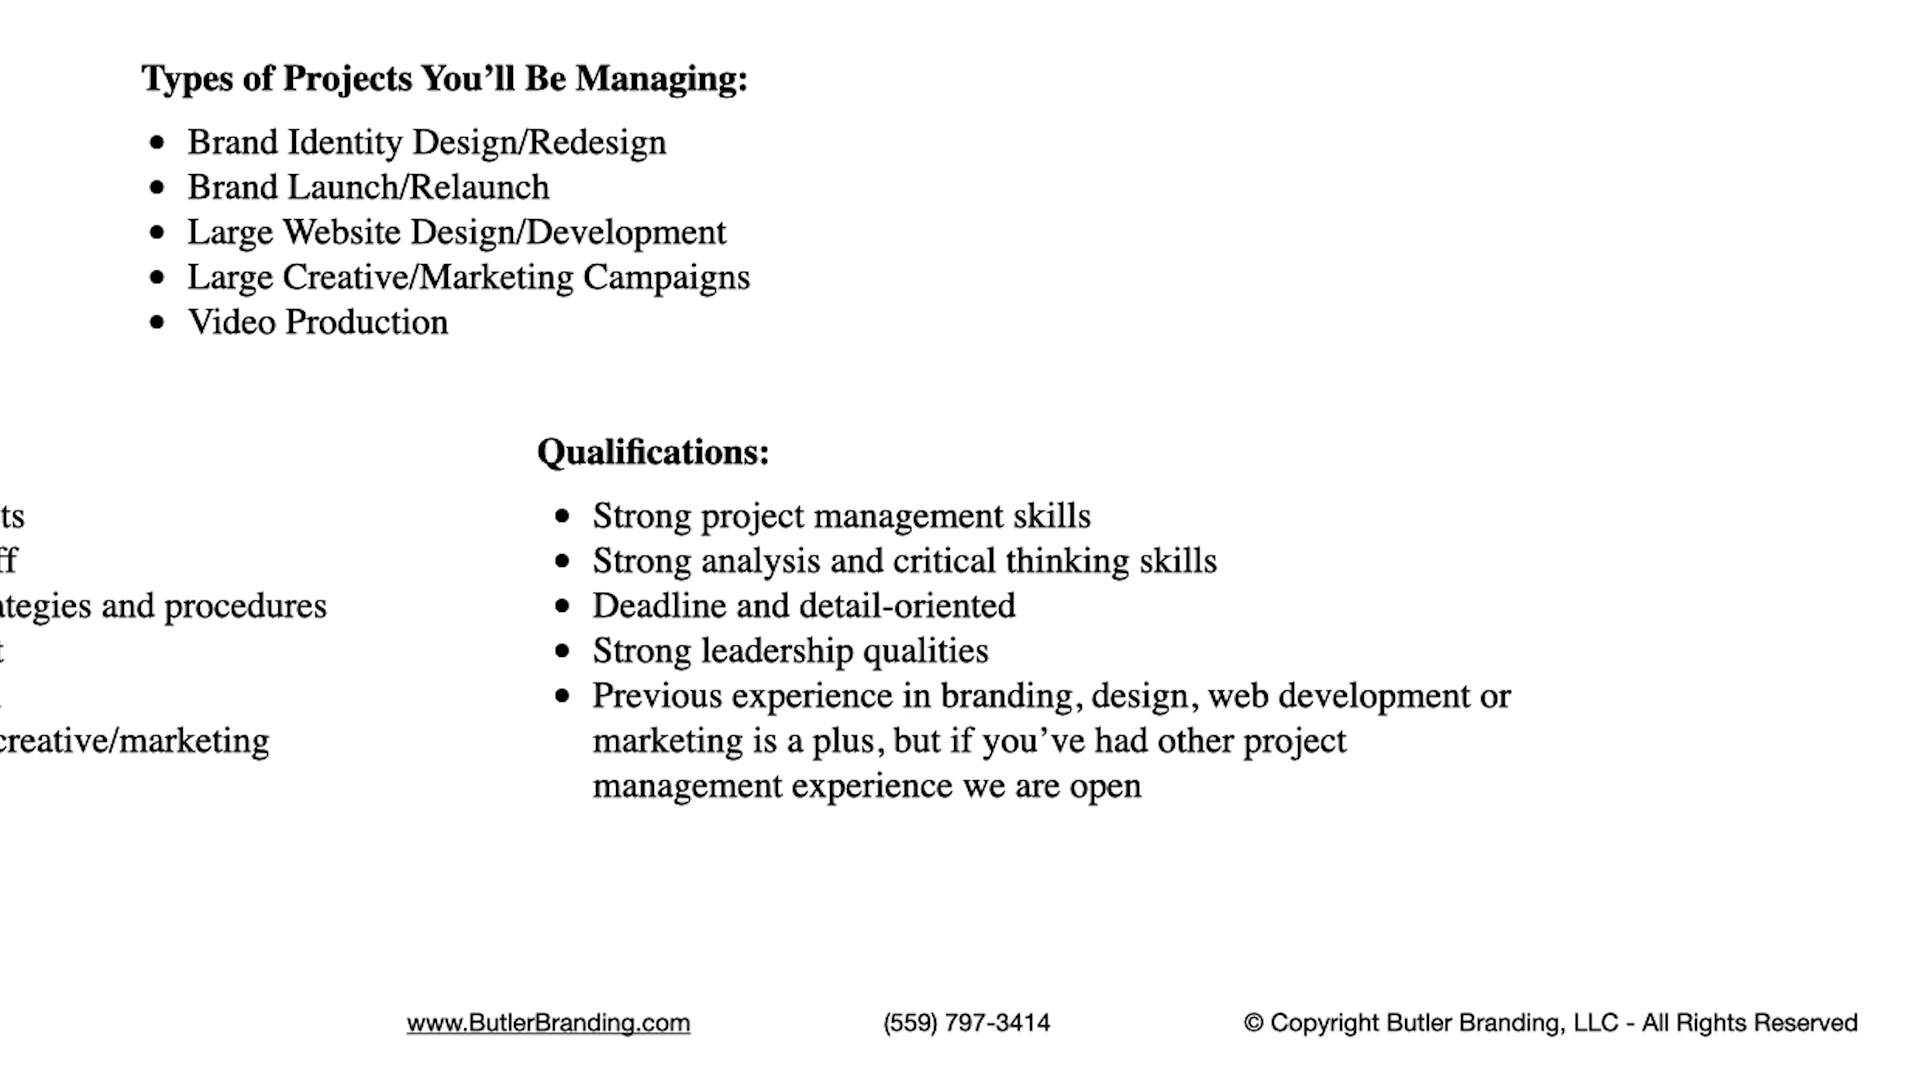 Types of Projects You’ll Be Managing:
• Brand Identity Design/Redesign
• Brand Launch/Relaunch
• Large Website Design/Development
• Large Creative/Marketing Campaigns
• Video Production
and procedures
creative/marketing
Qualifications:
• Strong project management skills
• Strong analysis and critical thinking skills
• Deadline and detail-oriented
• Strong leadership qualities
• Previous experience in branding, design, web development or
marketing is a plus, but if you’ve had other project
management experience we are open
www.ButlerBranding.com
(559) 797-3414
© Copyright Butler Branding, LLC - All Rights Reserved